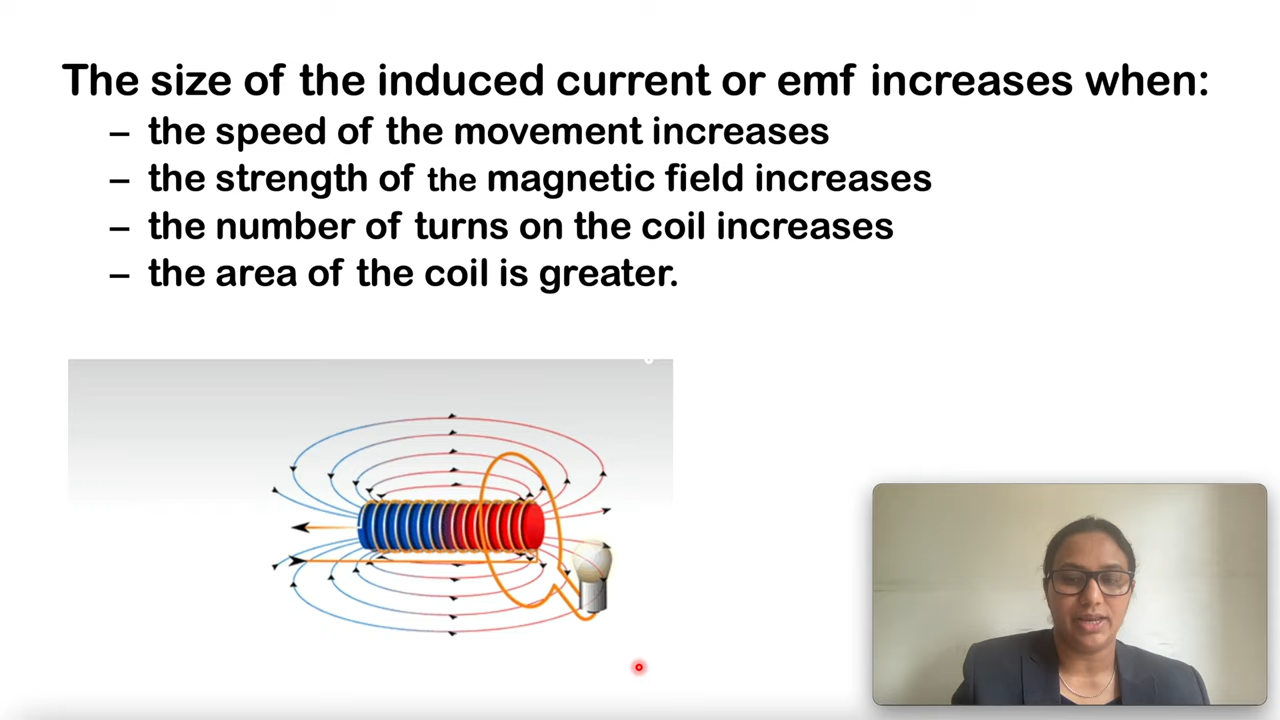 The size of the induced current or emf increases when:
– the speed of the movement increases
– the strength of the magnetic field increases
– the number of turns on the coil increases
– the area of the coil is greater.